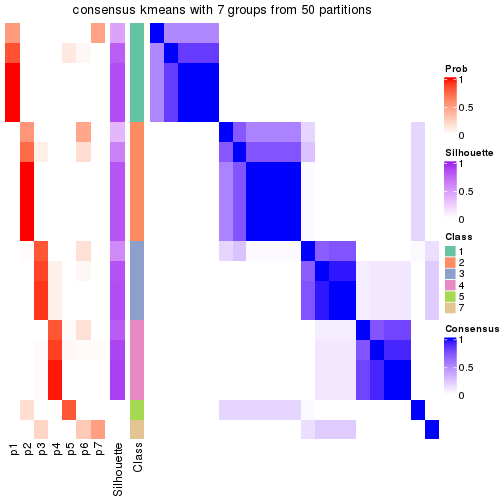 consensus kmeans with 7 groups from 50 partitions
Prob
1
0.5
0
Silhouette
1
0.5
0
Class
1
2
3
4
5
7
Consensus
1
0.5
0
p1
p2
p3
p4
p5
p6
p7
Silhouette
Class